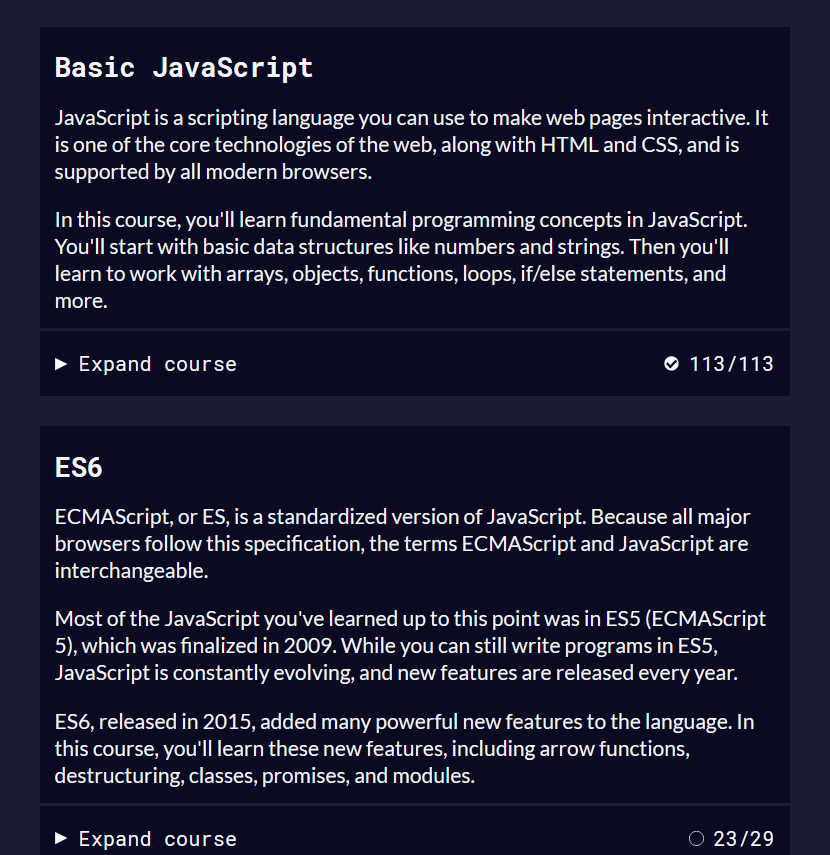 Basic JavaScript
JavaScript is a scripting language you can use to make web pages interactive. It
is one of the core technologies of the web, along with HTML and CSS, and is
supported by all modern browsers.
In this course, you'll learn fundamental programming concepts in JavaScript.
You'll start with basic data structures like numbers and strings. Then you'll
learn to work with arrays, objects, functions, loops, if/else statements, and
more.
Expand course 113/113
ES6
ECMAScript, or ES, is a standardized version of JavaScript. Because all major
browsers follow this specification, the terms ECMAScript and JavaScript are
interchangeable.
Most of the JavaScript you've learned up to this point was in ES5 (ECMAScript
5), which was finalized in 2009. While you can still write programs in ES5,
JavaScript is constantly evolving, and new features are released every year.
ES6, released in 2015, added many powerful new features to the language. In
this course, you'll learn these new features, including arrow functions,
destructuring, classes, promises, and modules.
Expand course 23/29